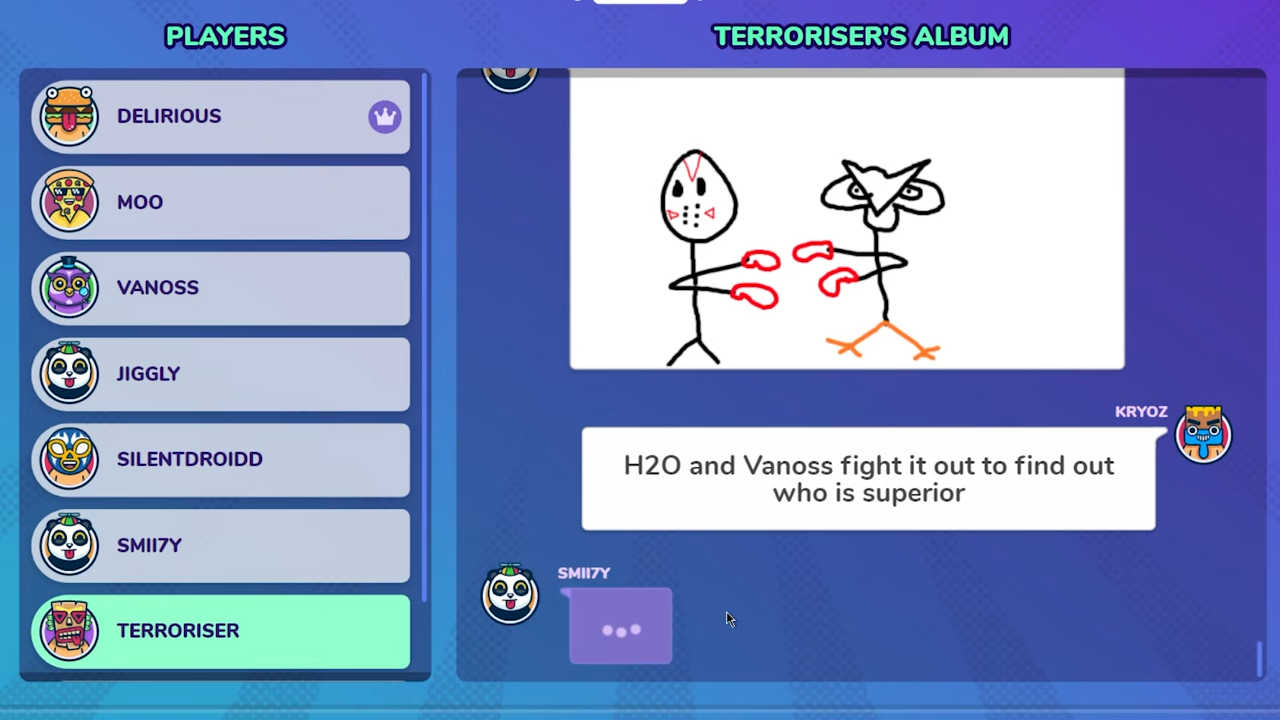 PLAYERS
TERRORISER'S ALBUM
DELIRIOUS
MOO
VANOSS
JIGGLY
SILENTDROIDD
SMII7Y
TERRORISER
KRYOZ
H2O and Vanoss fight it out to find out
who is superior
SMII7Y